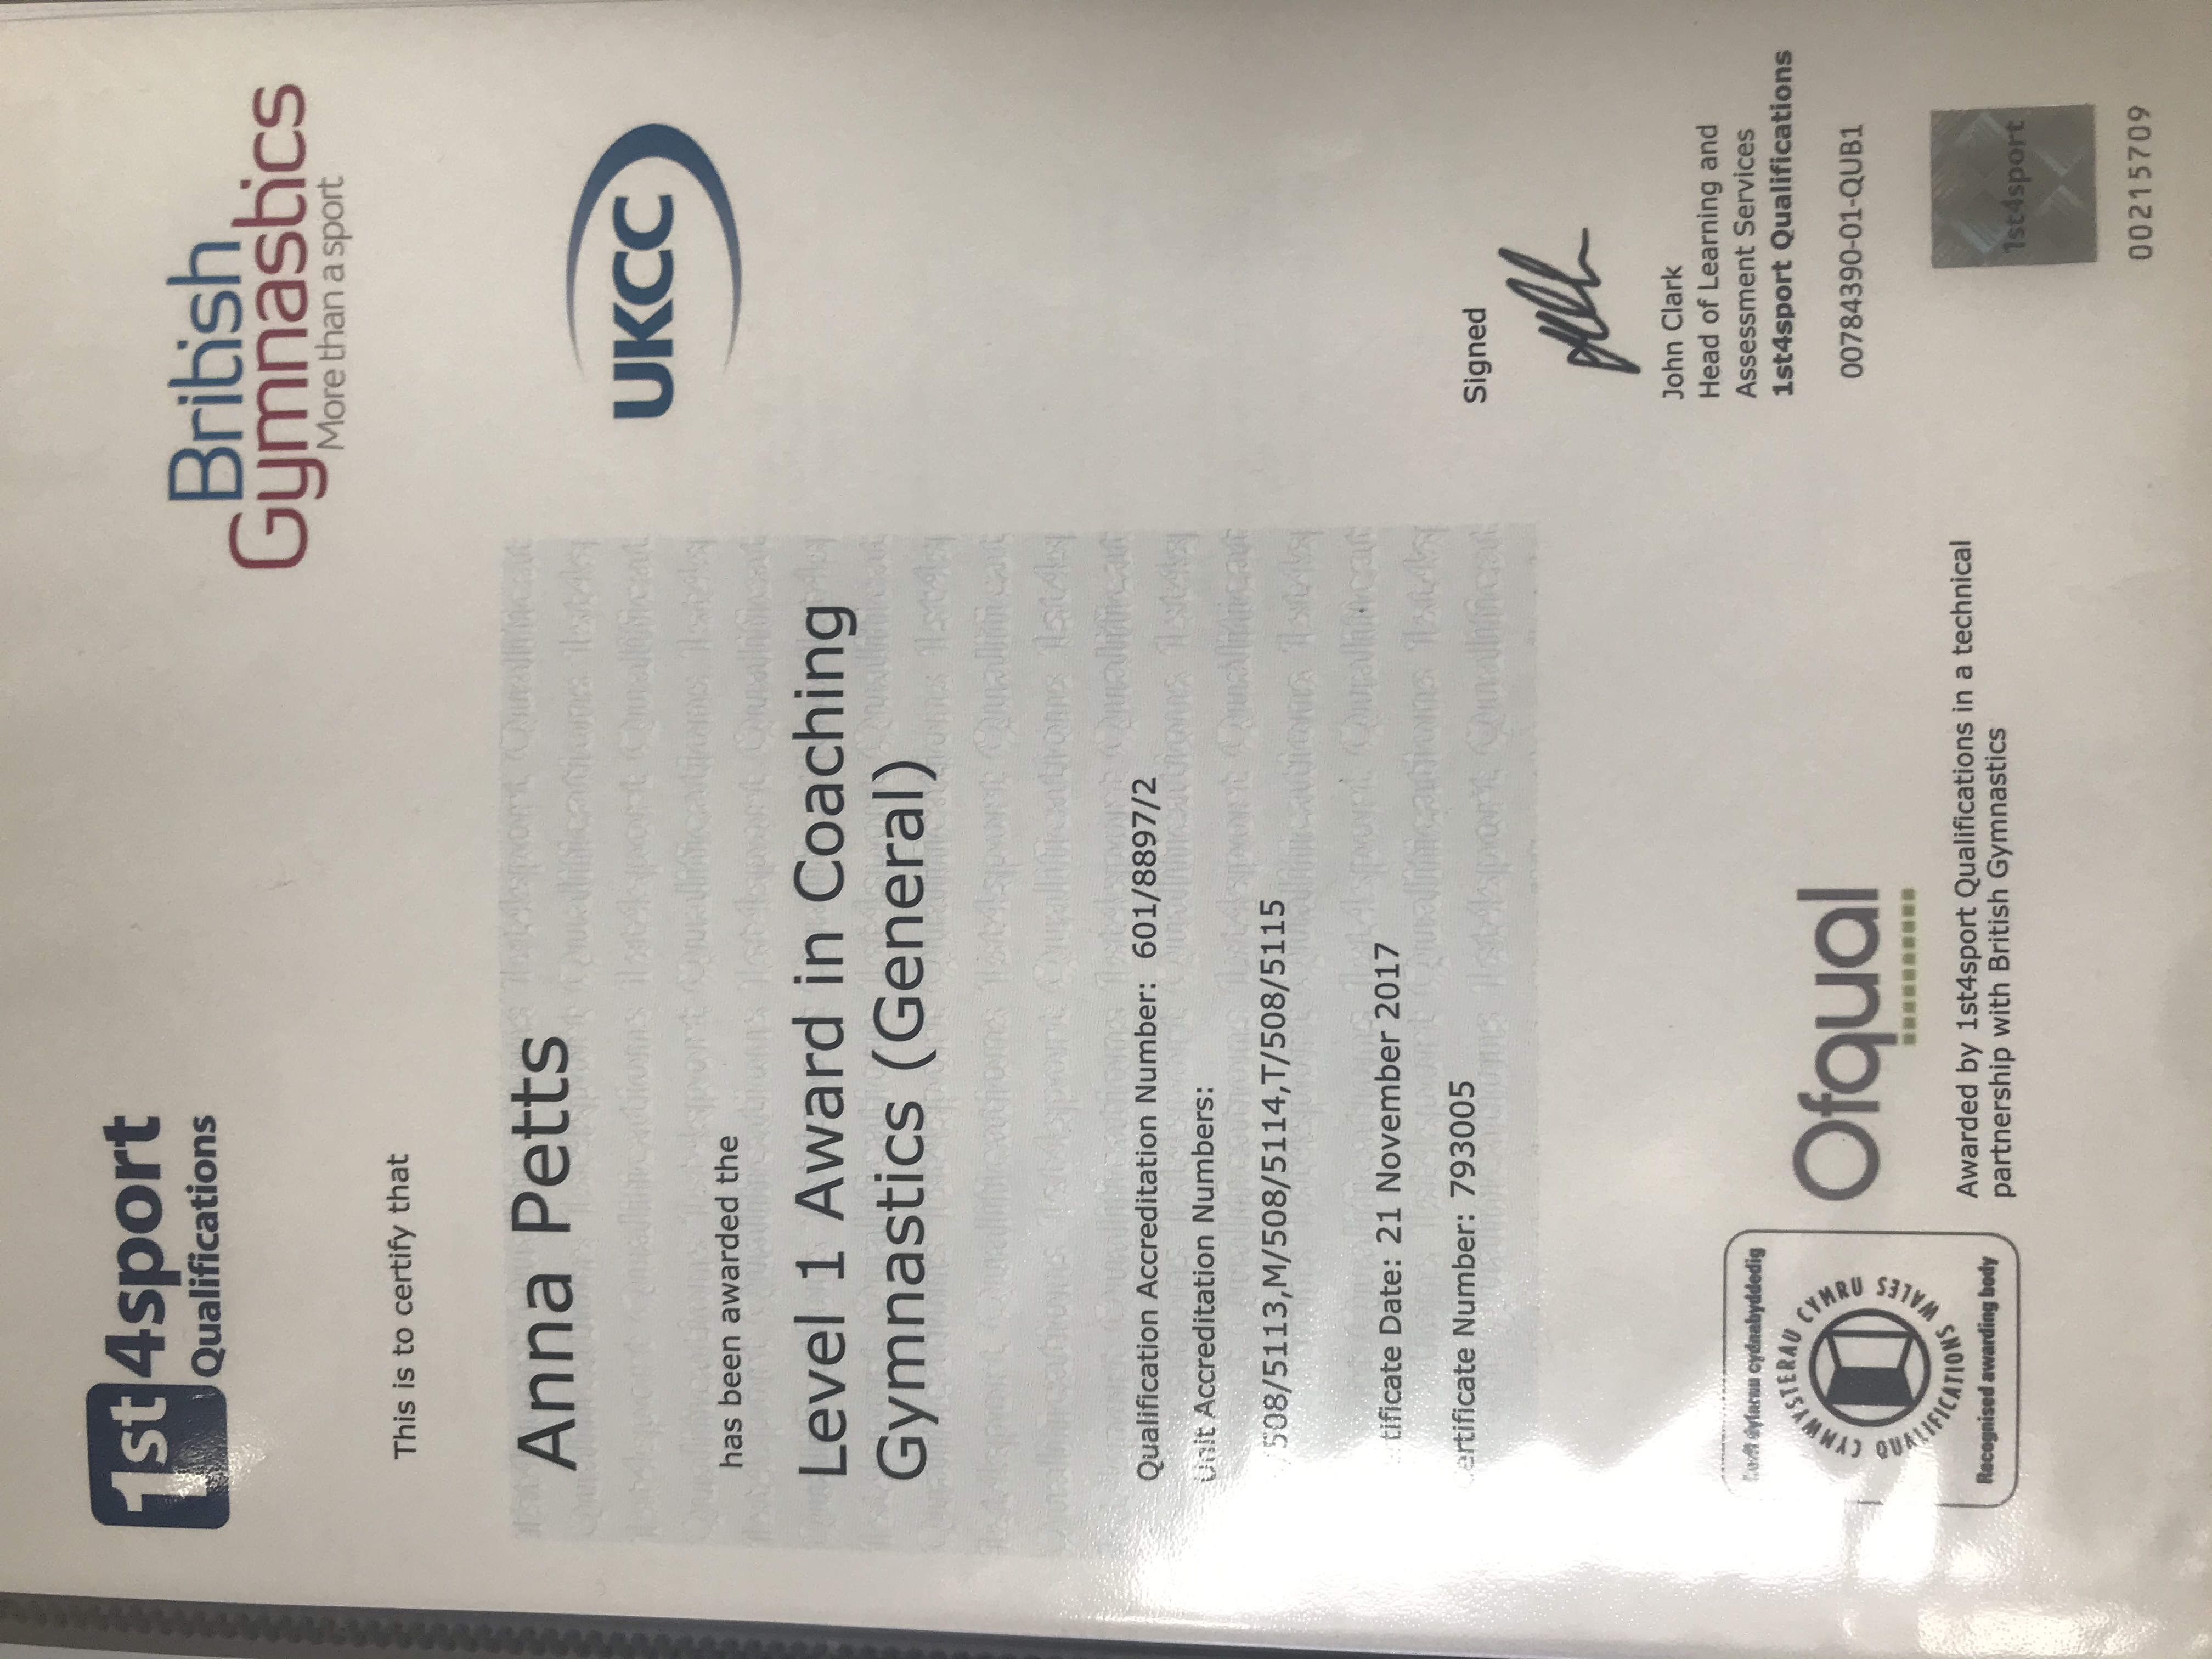 1st4sport
Qualifications
British
Gymnastics
More than a sport
This is to certify that
Anna Petts
UKCC
has been awarded the
Level 1 Award in Coaching
Gymnastics (General)
Qualification Accreditation Number: 601/8897/2
Unit Accreditation Numbers:
/508/5113,M/508/5114,T/508/5115
tificate Date: 21 November 2017
ertificate Number: 793005
Signed
John Clark
Head of Learning and
Assessment Services
1st4sport Qualifications
00784390-01-QUB1
cydnabyddedig
CYMWYSTERAU CYMRU
QUALIFICATIONS WALES
Recognised awarding body
Ofqual
Awarded by 1st4sport Qualifications in a technical
partnership with British Gymnastics
1st4sport
00215709